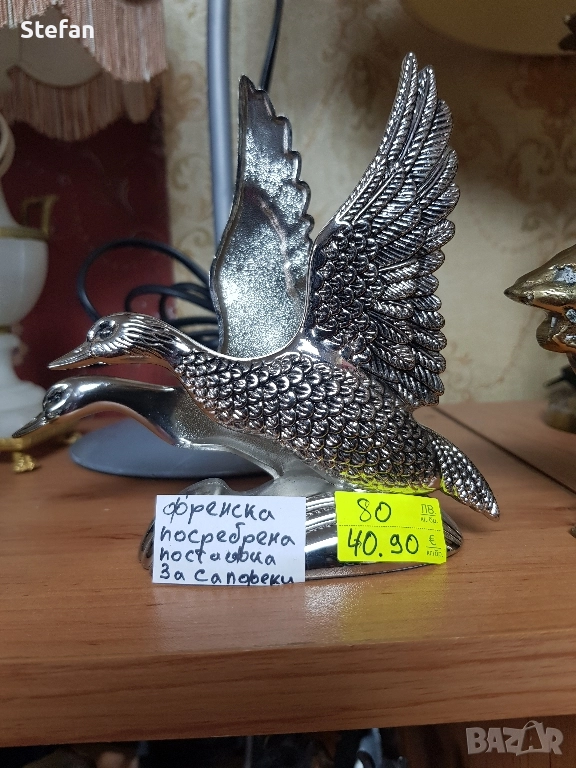 Stefan
френска
посребрена
поставка
За салфетки
80 ЛВ.
40.90 €
BAZAR